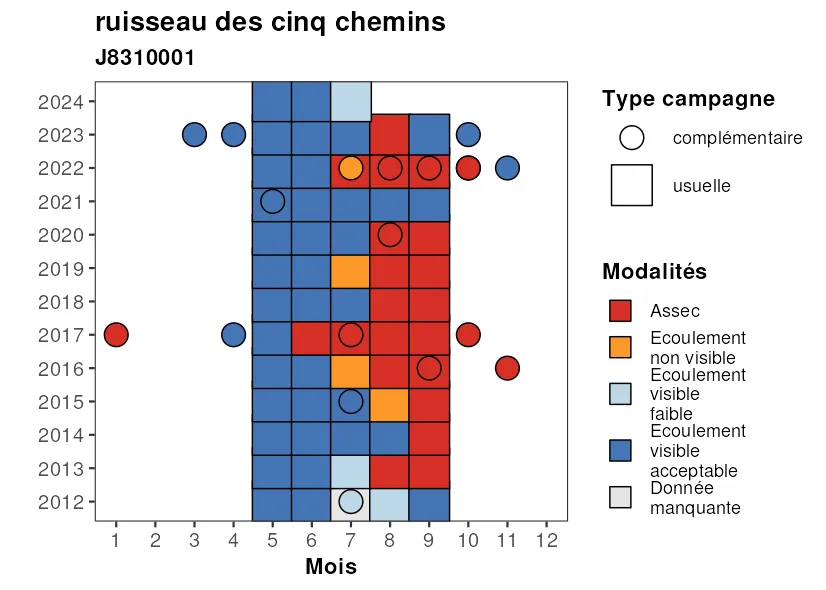 ruisseau des cinq chemins
J8310001
2024
2023
2022
2021
2020
2019
2018
2017
2016
2015
2014
2013
2012
1 2 3 4 5 6 7 8 9 10 11 12
Mois
Type campagne
complémentaire
usuelle
Modalités
Assec
Ecoulement
non visible
Ecoulement
visible
faible
Ecoulement
visible
acceptable
Donnée
manquante